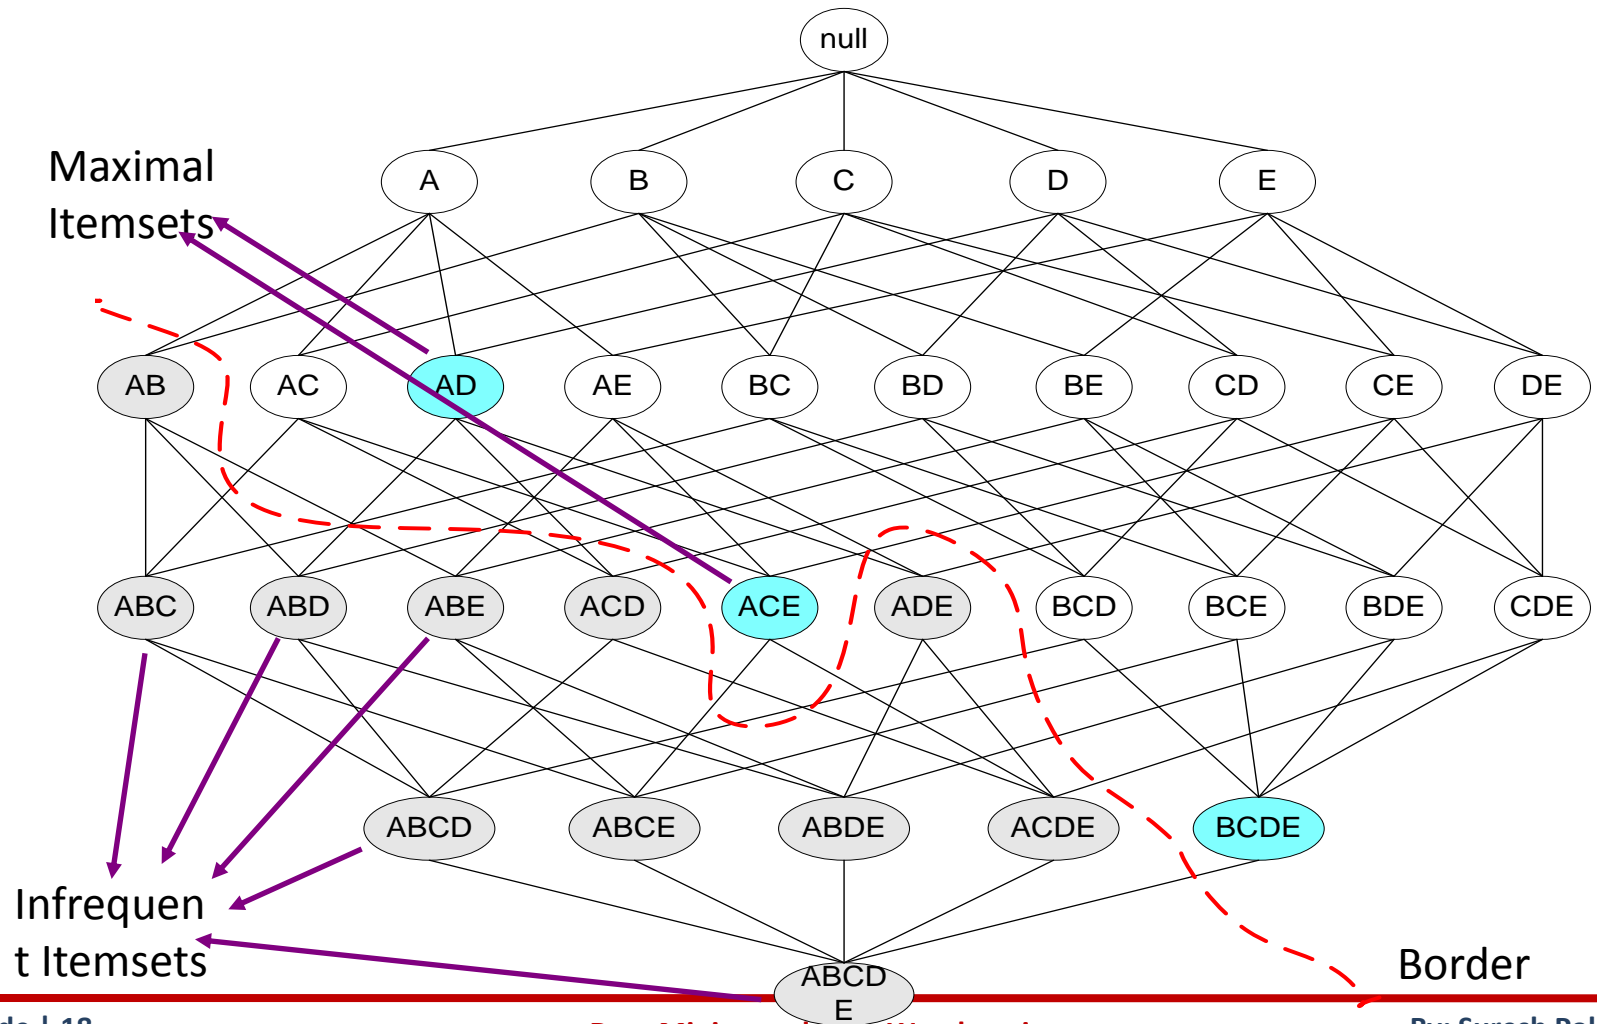 null
Maximal
Itemsets
A B C D E
AB AC AD AE BC BD BE CD CE DE
ABC ABD ABE ACD ACE ADE BCD BCE BDE CDE
ABCD ABCE ABDE ACDE BCDE
Infrequen
t Itemsets
Border
ABCD
E
18